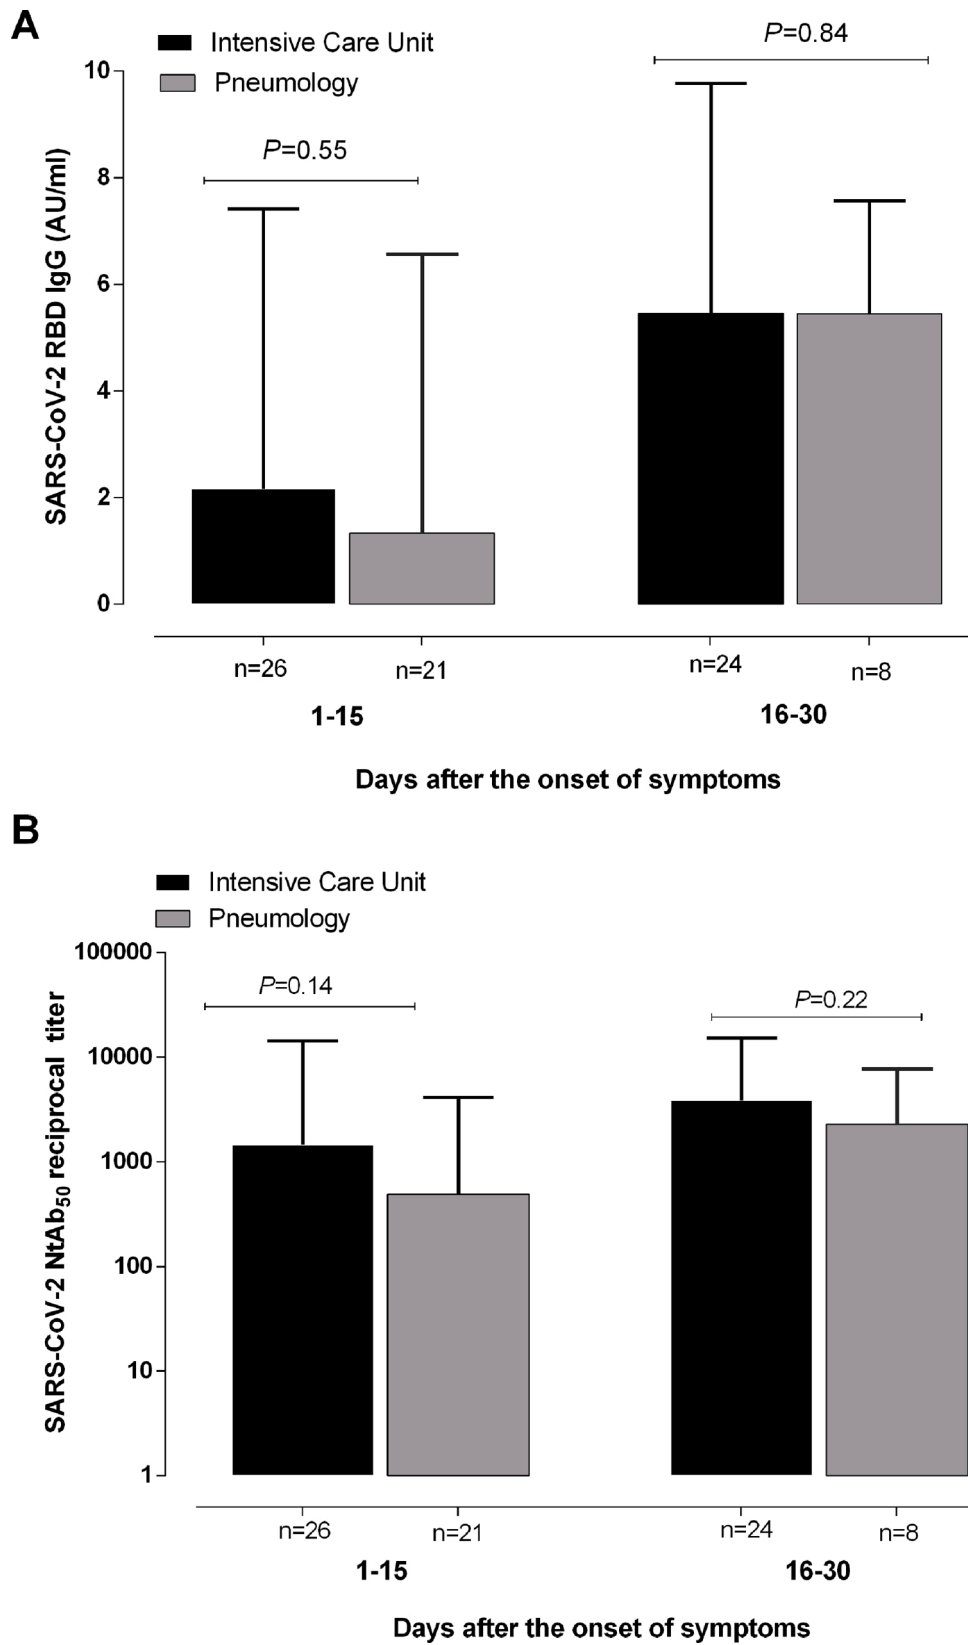 A
Intensive Care Unit
Pneumology
P=0.84
P=0.55
SARS-CoV-2 RBD IgG (AU/ml)
10
8
6
4
2
0
n=26
n=21
n=24
n=8
1-15
16-30
Days after the onset of symptoms
B
Intensive Care Unit
Pneumology
P=0.14
P=0.22
SARS-CoV-2 NtAb50 reciprocal titer
100000
10000
1000
100
10
1
n=26
n=21
n=24
n=8
1-15
16-30
Days after the onset of symptoms